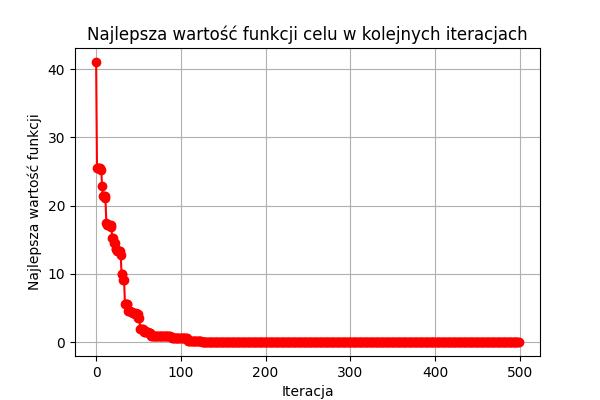 Najlepsza wartość funkcji celu w kolejnych iteracjach
Najlepsza wartość funkcji
40
30
20
10
0
0 100 200 300 400 500
Iteracja